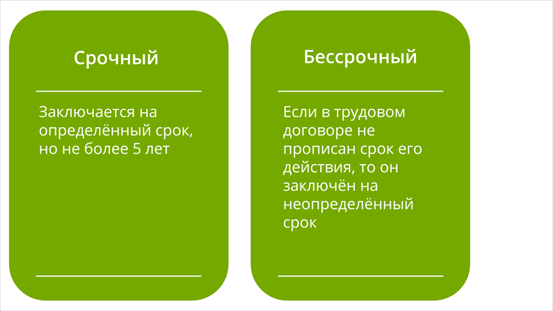 Срочный
Заключается на
определённый срок,
но не более 5 лет
Бессрочный
Если в трудовом
договоре не
прописан срок его
действия, то он
заключён на
неопределённый
срок